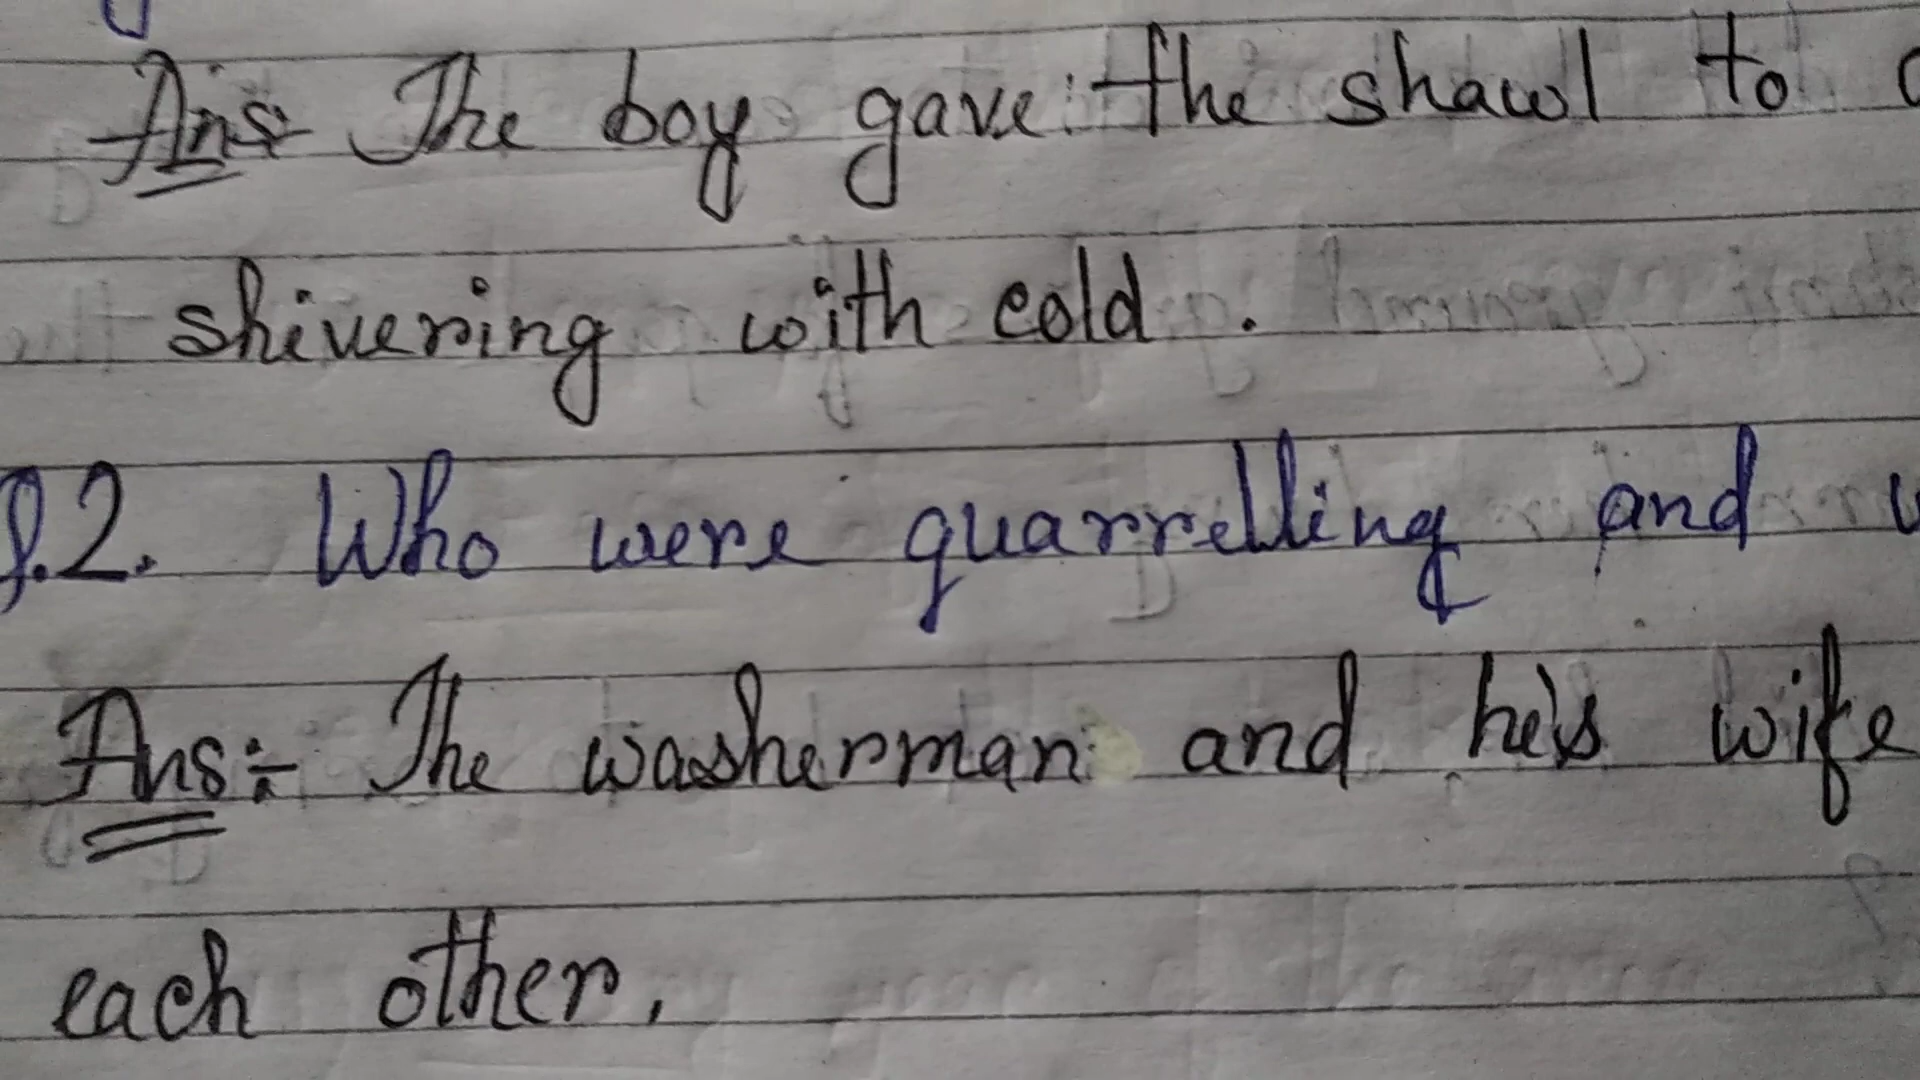 Ans:- The boy gave the shawl to
shivering with cold.
Q.2. Who were quarrelling and
Ans:- The washerman and he's wife
each other.